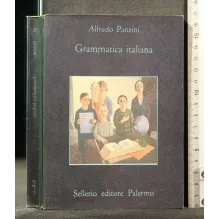 Alfredo Panzini
Grammatica italiana
Sellerio editore Palermo